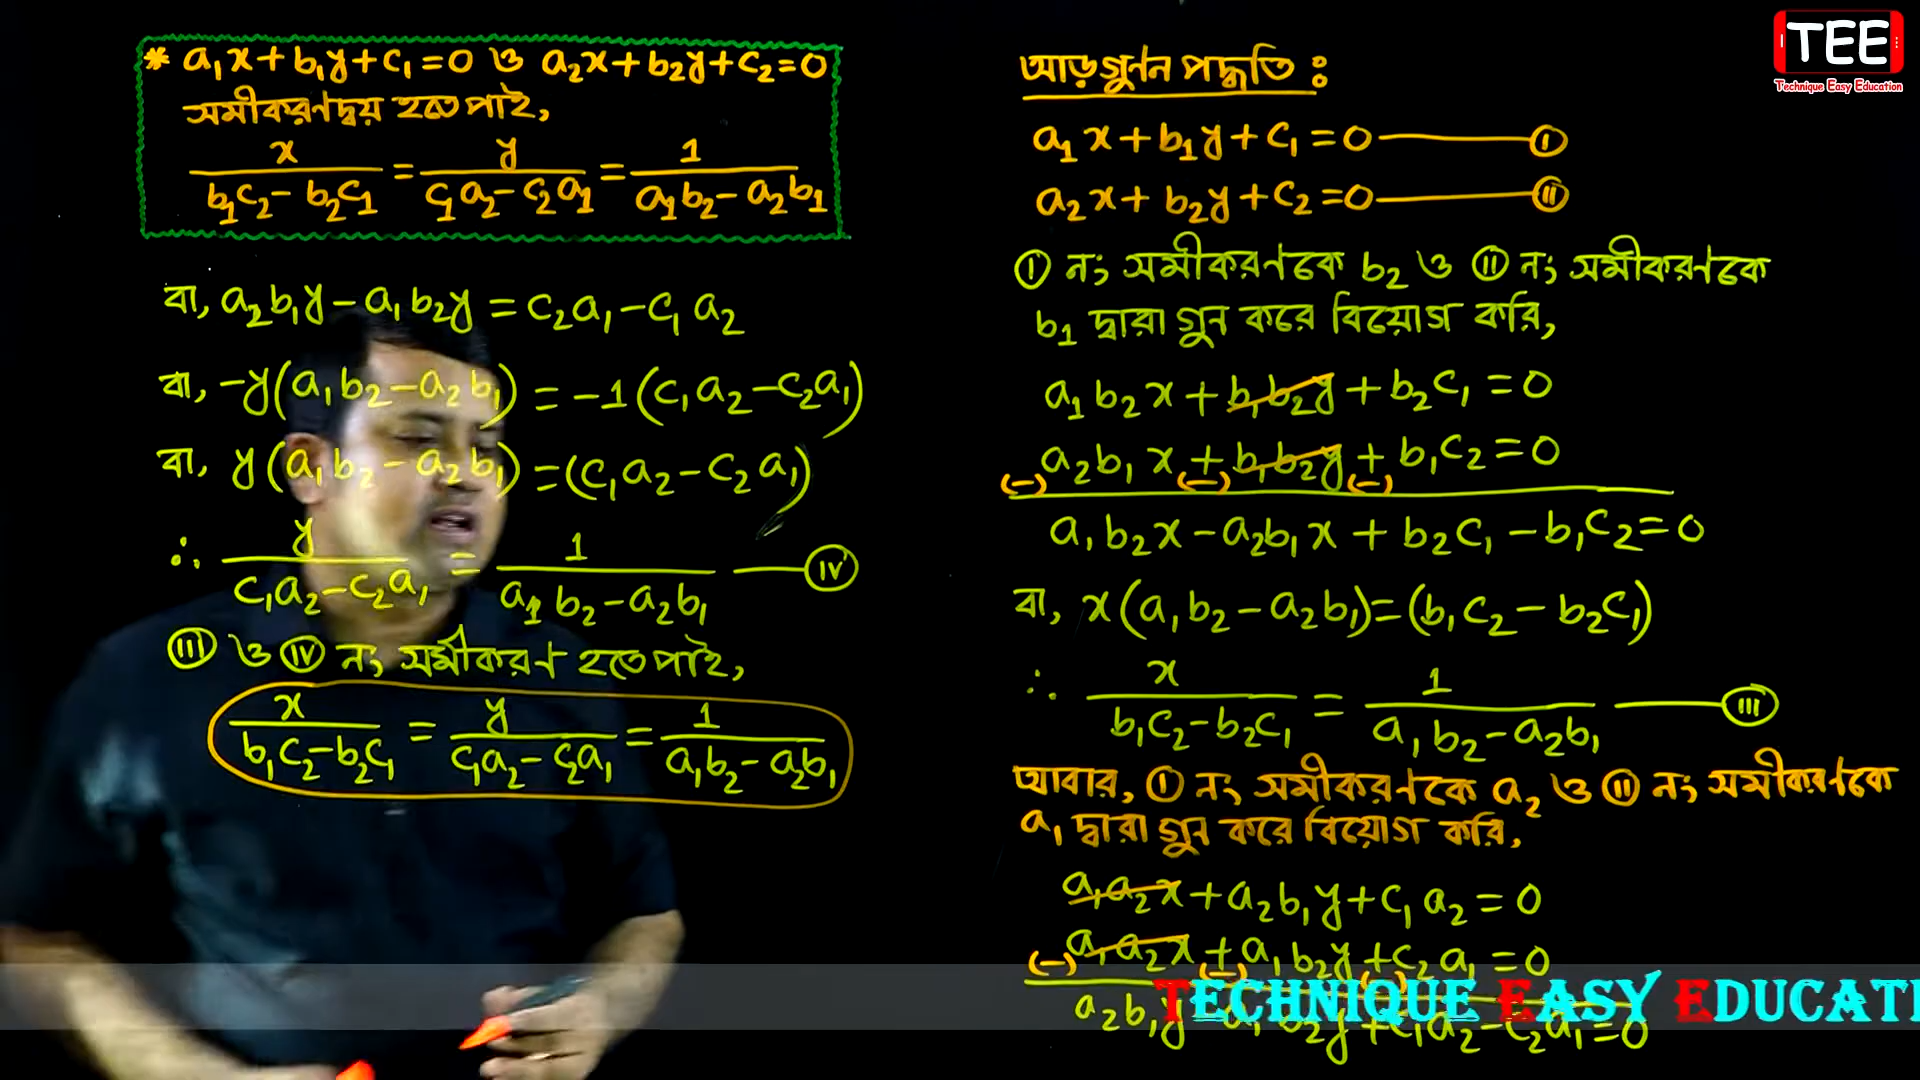 * a₁x + b₁y + c₁ = 0 ও a₂x + b₂y + c₂ = 0
সমীকরণদ্বয় হতে পাই,
x/(b₁c₂ - b₂c₁) = y/(c₁a₂ - c₂a₁) = 1/(a₁b₂ - a₂b₁)
বা, a₂b₁y - a₁b₂y = c₂a₁ - c₁a₂
বা, -y(a₁b₂ - a₂b₁) = -1(c₁a₂ - c₂a₁)
বা, y(a₁b₂ - a₂b₁) = (c₁a₂ - c₂a₁)
∴ y/(c₁a₂ - c₂a₁) = 1/(a₁b₂ - a₂b₁) — (iv)
(iii) ও (iv) নং সমীকরণ হতে পাই,
x/(b₁c₂ - b₂c₁) = y/(c₁a₂ - c₂a₁) = 1/(a₁b₂ - a₂b₁)
আড়গুনন পদ্ধতি :
a₁x + b₁y + c₁ = 0 — (i)
a₂x + b₂y + c₂ = 0 — (ii)
(i) নং সমীকরণকে b₂ ও (ii) নং সমীকরণকে
b₁ দ্বারা গুন করে বিয়োগ করি,
a₁b₂x + b₁b₂y + b₂c₁ = 0
a₂b₁x + b₁b₂y + b₁c₂ = 0
(-) (-) (-)
a₁b₂x - a₂b₁x + b₂c₁ - b₁c₂ = 0
বা, x(a₁b₂ - a₂b₁) = (b₁c₂ - b₂c₁)
∴ x/(b₁c₂ - b₂c₁) = 1/(a₁b₂ - a₂b₁) — (iii)
আবার, (i) নং সমীকরণকে a₂ ও (ii) নং সমীকরণকে
a₁ দ্বারা গুন করে বিয়োগ করি,
a₁a₂x + a₂b₁y + c₁a₂ = 0
a₁a₂x + a₁b₂y + c₂a₁ = 0
(-) (-) (-)
a₂b₁y - a₁b₂y + c₁a₂ - c₂a₁ = 0
TEE
Technique Easy Education
TECHNIQUE EASY EDUCATI